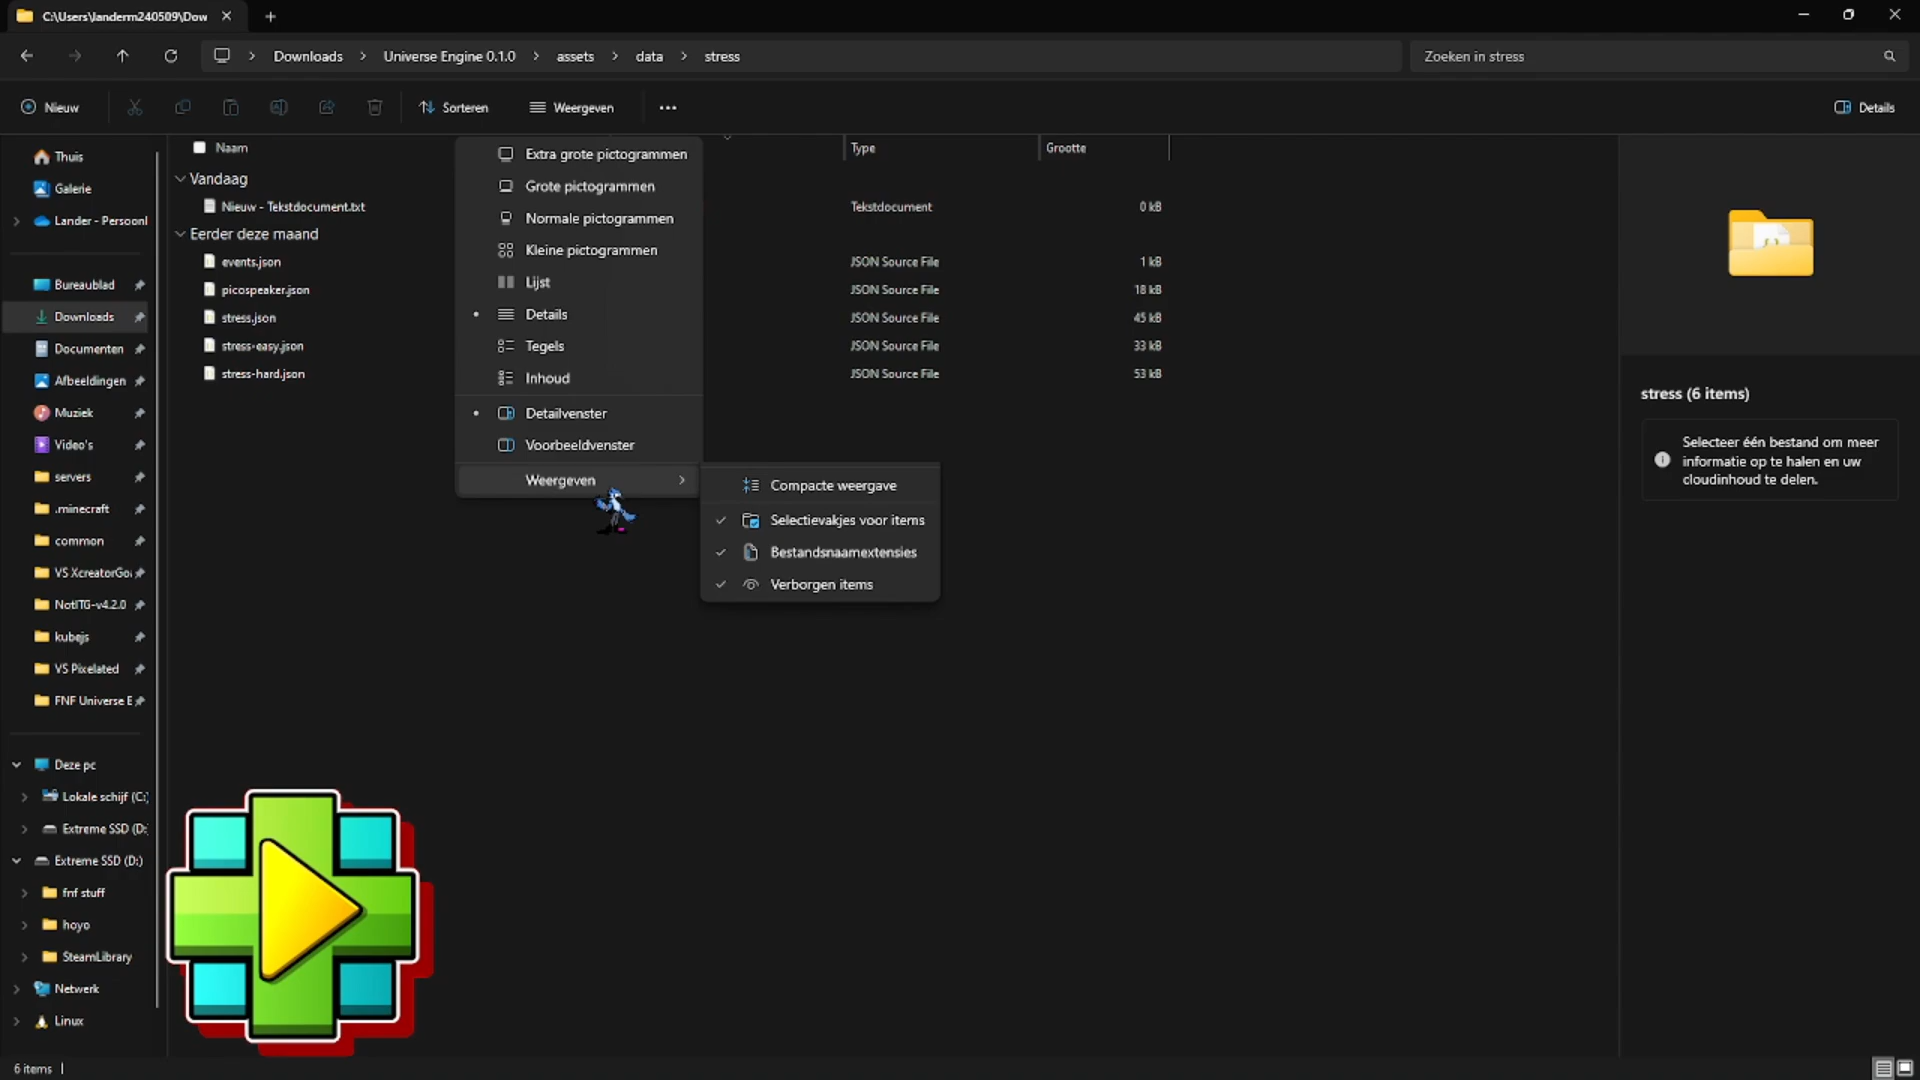 C:\Users\landerm240509\Dow
Downloads
Universe Engine 0.1.0
assets
data
stress
Zoeken in stress
Nieuw
Sorteren
Weergeven
Details
Thuis
Galerie
Lander - Persoonl
Bureaublad
Downloads
Documenten
Afbeeldingen
Muziek
Video's
servers
.minecraft
common
VS XcreatorGoa
NotITG-v4.2.0
kubejs
VS Pixelated
FNF Universe E
Deze pc
Lokale schijf (C:)
Extreme SSD (D:
Extreme SSD (D:)
fnf stuff
hoyo
SteamLibrary
Netwerk
Linux
Naam
Type
Grootte
Vandaag
Nieuw - Tekstdocument.txt
Tekstdocument
0 kB
Eerder deze maand
events.json
JSON Source File
1 kB
picospeaker.json
JSON Source File
18 kB
stress.json
JSON Source File
45 kB
stress-easy.json
JSON Source File
33 kB
stress-hard.json
JSON Source File
53 kB
Extra grote pictogrammen
Grote pictogrammen
Normale pictogrammen
Kleine pictogrammen
Lijst
Details
Tegels
Inhoud
Detailvenster
Voorbeeldvenster
Weergeven
Compacte weergave
Selectievakjes voor items
Bestandsnaamextensies
Verborgen items
stress (6 items)
Selecteer één bestand om meer
informatie op te halen en uw
cloudinhoud te delen.
6 items